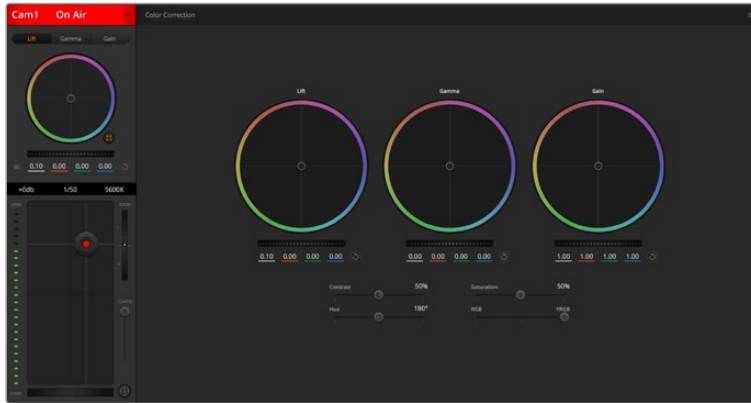 Cam1 On Air
Color Correction
Lift Gamma Gain
Lift Gamma Gain
0.10 0.00 0.00 0.00
+0db 1/50 5600K
0.10 0.00 0.00 0.00
0.00 0.00 0.00 0.00
1.00 1.00 1.00 1.00
Contrast 50%
Saturation 50%
Hue 180°
RGB YRGB